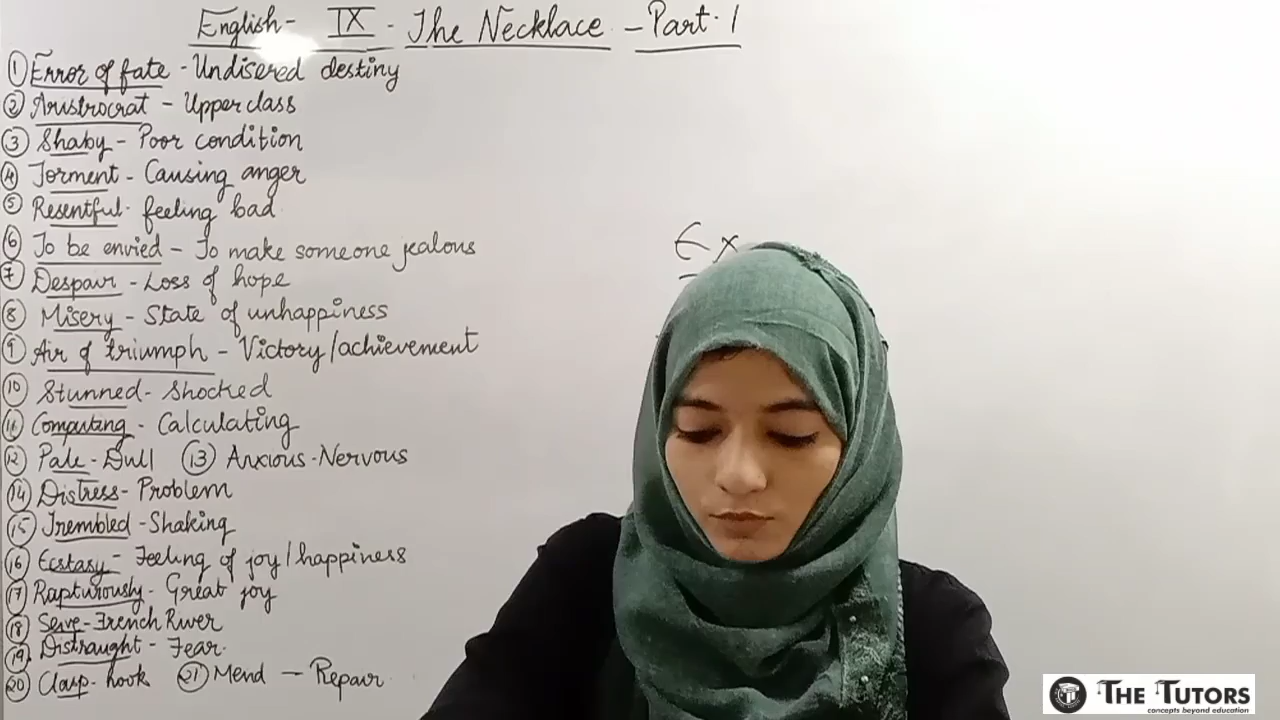 English- IX - The Necklace - Part.1
① Error of fate - Undisered destiny
② Aristrocrat - Upper class
③ Shaby - Poor condition
④ Torment - Causing anger
⑤ Resentful- feeling bad
⑥ To be envied - To make someone jealous
⑦ Despair - Loss of hope
⑧ Misery - State of unhappiness
⑨ Air of triumph - Victory/achievement
⑩ Stunned - Shocked
⑪ Computing - Calculating
⑫ Pale - Dull ⑬ Anxious - Nervous
⑭ Distress - Problem
⑮ Trembled - Shaking
⑯ Ecstasy - Feeling of joy/happiness
⑰ Rapturously - Great joy
⑱ Seine - French River
⑲ Distraught - Fear.
⑳ Clasp- hook ㉑ Mend - Repair
Ex
THE TUTORS
concepts beyond education